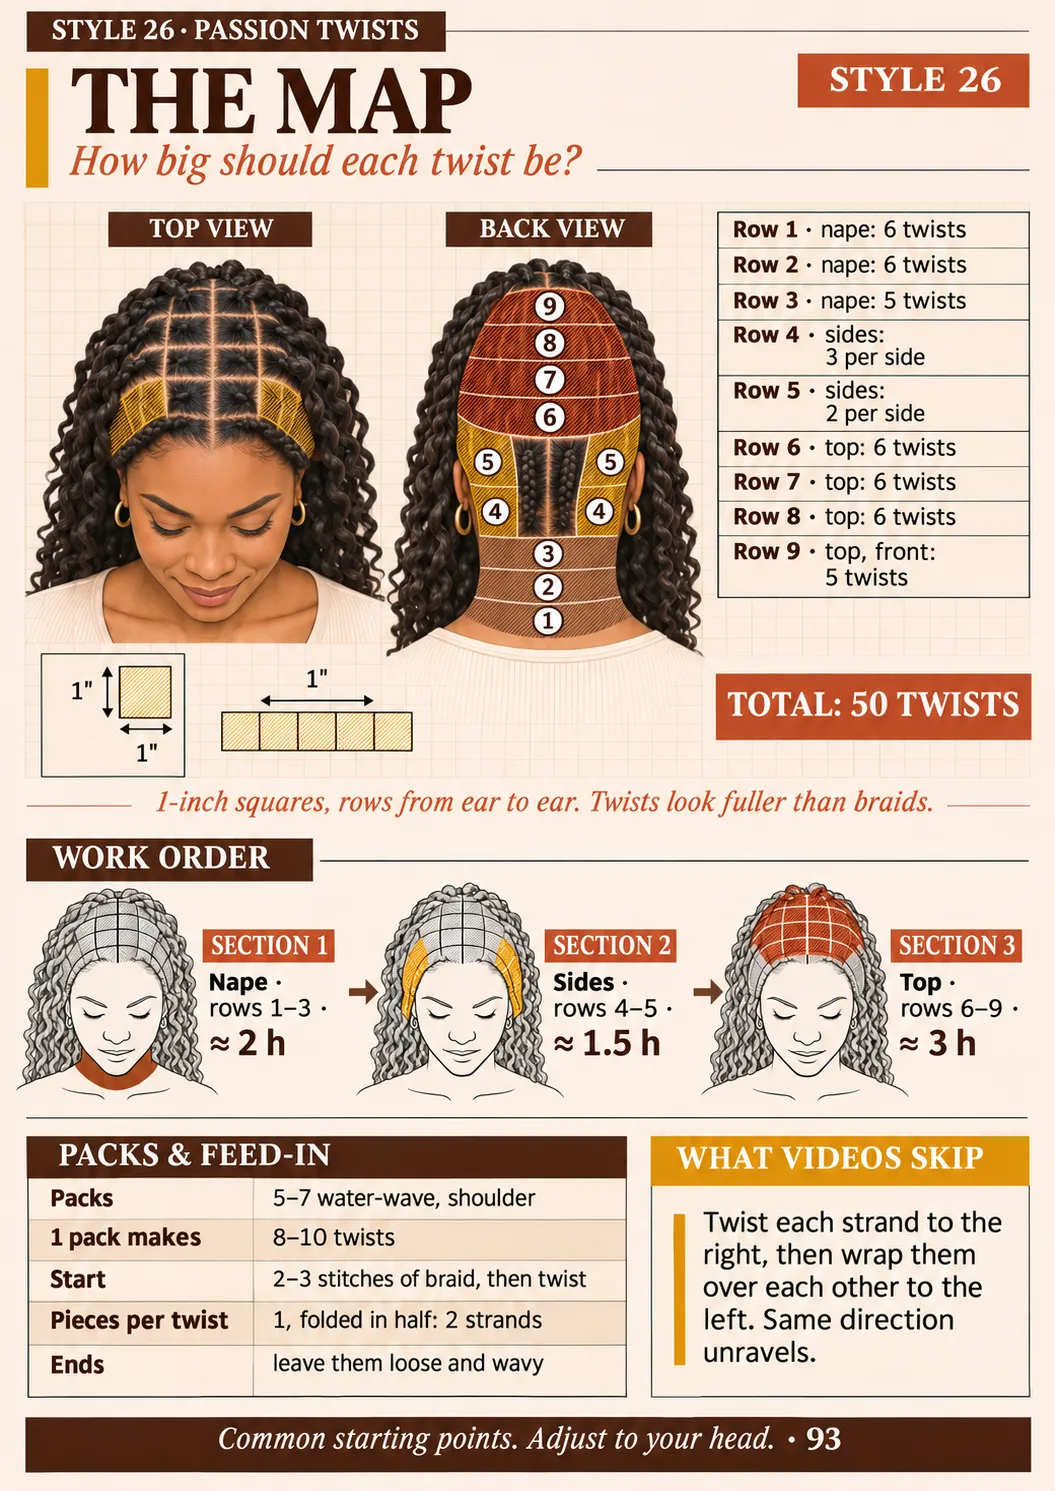 STYLE 26 · PASSION TWISTS
THE MAP
How big should each twist be?
STYLE 26
TOP VIEW
BACK VIEW
9
8
7
6
5
5
4
4
3
2
1
Row 1 · nape: 6 twists
Row 2 · nape: 6 twists
Row 3 · nape: 5 twists
Row 4 · sides:
3 per side
Row 5 · sides:
2 per side
Row 6 · top: 6 twists
Row 7 · top: 6 twists
Row 8 · top: 6 twists
Row 9 · top, front:
5 twists
1"
1"
1"
TOTAL: 50 TWISTS
1-inch squares, rows from ear to ear. Twists look fuller than braids.
WORK ORDER
SECTION 1
Nape ·
rows 1–3 ·
≈ 2 h
SECTION 2
Sides ·
rows 4–5 ·
≈ 1.5 h
SECTION 3
Top ·
rows 6–9 ·
≈ 3 h
PACKS & FEED-IN
Packs 5–7 water-wave, shoulder
1 pack makes 8–10 twists
Start 2–3 stitches of braid, then twist
Pieces per twist 1, folded in half: 2 strands
Ends leave them loose and wavy
WHAT VIDEOS SKIP
Twist each strand to the
right, then wrap them
over each other to the
left. Same direction
unravels.
Common starting points. Adjust to your head. · 93